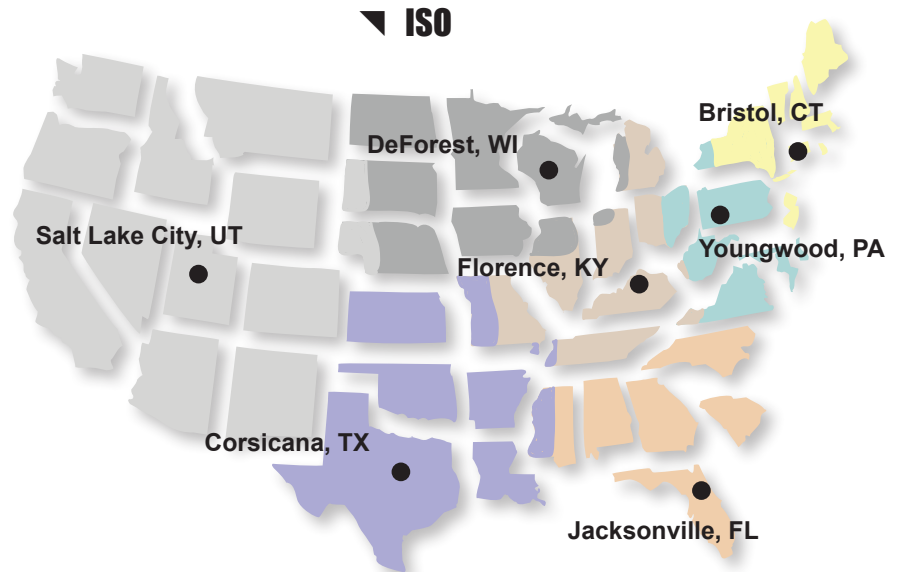 ISO
Bristol, CT
DeForest, WI
Salt Lake City, UT
Youngwood, PA
Florence, KY
Corsicana, TX
Jacksonville, FL